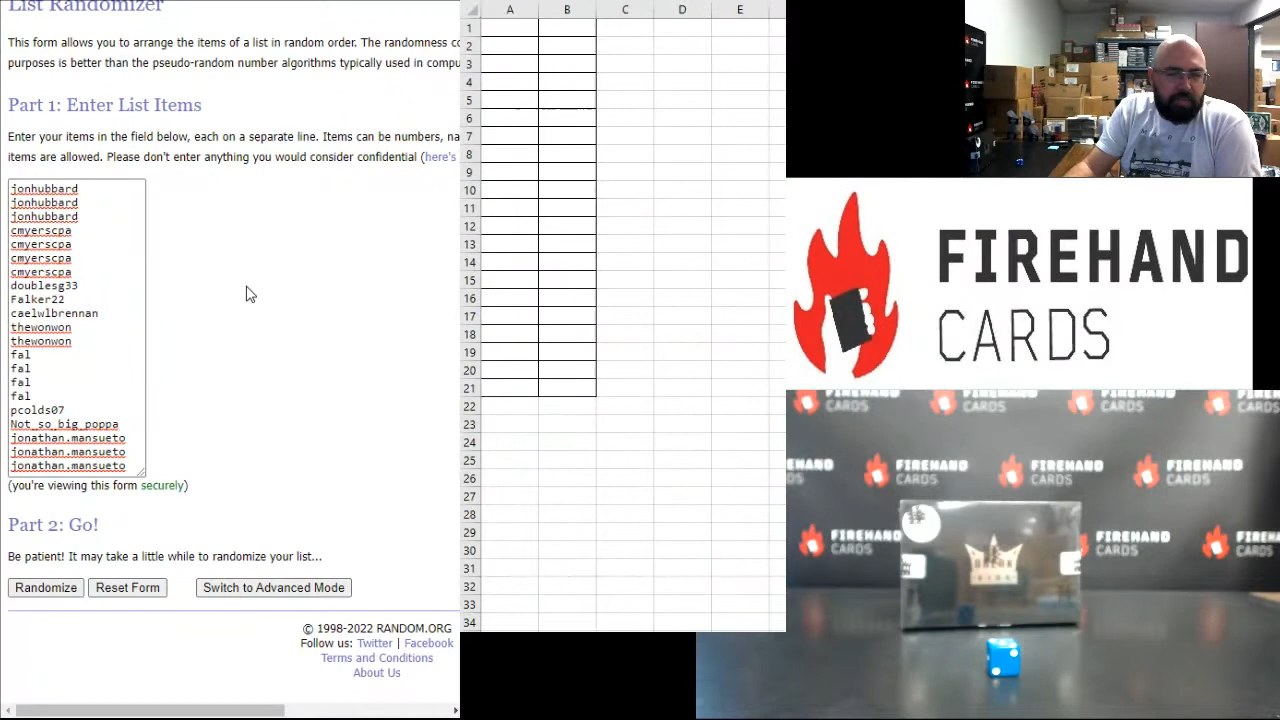 List Randomizer
This form allows you to arrange the items of a list in random order. The randomness co
purposes is better than the pseudo-random number algorithms typically used in compu
Part 1: Enter List Items
Enter your items in the field below, each on a separate line. Items can be numbers, na
items are allowed. Please don't enter anything you would consider confidential (here's
jonhubbard
jonhubbard
jonhubbard
cmyerscpa
cmyerscpa
cmyerscpa
cmyerscpa
doublesg33
Falker22
caelwlbrennan
thewonwon
thewonwon
fal
fal
fal
fal
pcolds07
Not_so_big_poppa
jonathan.mansueto
jonathan.mansueto
jonathan.mansueto
(you're viewing this form securely)
Part 2: Go!
Be patient! It may take a little while to randomize your list...
Randomize Reset Form Switch to Advanced Mode
© 1998-2022 RANDOM.ORG
Follow us: Twitter | Facebook
Terms and Conditions
About Us
A B C D E
1
2
3
4
5
6
7
8
9
10
11
12
13
14
15
16
17
18
19
20
21
22
23
24
25
26
27
28
29
30
31
32
33
34
FIREHAND
CARDS
FIREHAND
CARDS
FIREHAND
CARDS
FIREHAND
CARDS
FIREHAND
CARDS
FIREHAND
CARDS
BREAK